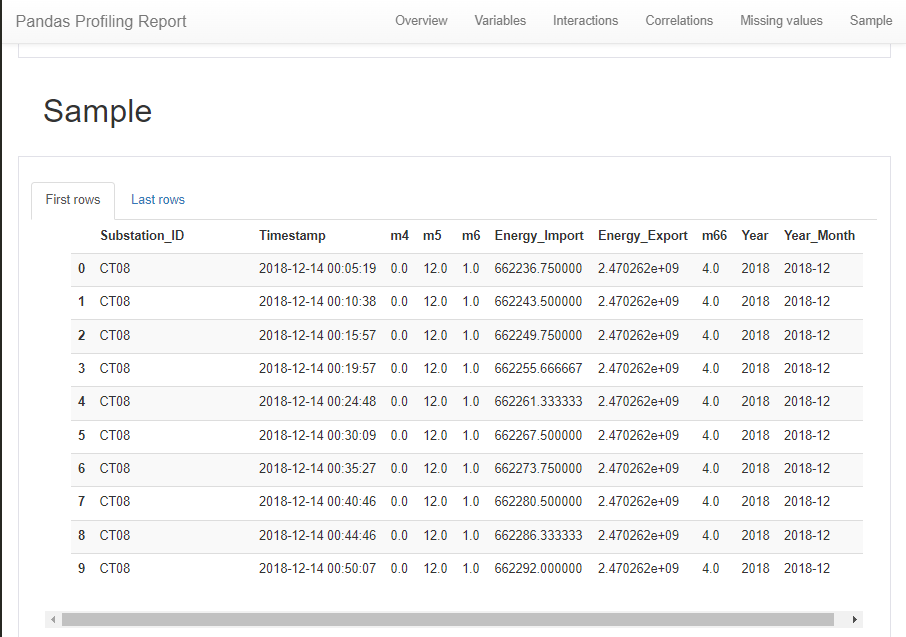 Pandas Profiling Report Overview Variables Interactions Correlations Missing values Sample
Sample
First rows Last rows
Substation_ID Timestamp m4 m5 m6 Energy_Import Energy_Export m66 Year Year_Month
0 CT08 2018-12-14 00:05:19 0.0 12.0 1.0 662236.750000 2.470262e+09 4.0 2018 2018-12
1 CT08 2018-12-14 00:10:38 0.0 12.0 1.0 662243.500000 2.470262e+09 4.0 2018 2018-12
2 CT08 2018-12-14 00:15:57 0.0 12.0 1.0 662249.750000 2.470262e+09 4.0 2018 2018-12
3 CT08 2018-12-14 00:19:57 0.0 12.0 1.0 662255.666667 2.470262e+09 4.0 2018 2018-12
4 CT08 2018-12-14 00:24:48 0.0 12.0 1.0 662261.333333 2.470262e+09 4.0 2018 2018-12
5 CT08 2018-12-14 00:30:09 0.0 12.0 1.0 662267.500000 2.470262e+09 4.0 2018 2018-12
6 CT08 2018-12-14 00:35:27 0.0 12.0 1.0 662273.750000 2.470262e+09 4.0 2018 2018-12
7 CT08 2018-12-14 00:40:46 0.0 12.0 1.0 662280.500000 2.470262e+09 4.0 2018 2018-12
8 CT08 2018-12-14 00:44:46 0.0 12.0 1.0 662286.333333 2.470262e+09 4.0 2018 2018-12
9 CT08 2018-12-14 00:50:07 0.0 12.0 1.0 662292.000000 2.470262e+09 4.0 2018 2018-12